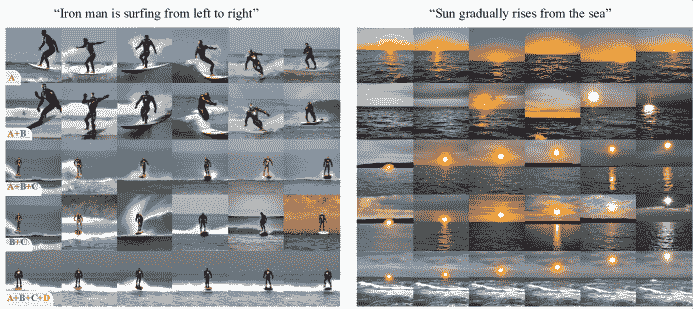 “Iron man is surfing from left to right”
“Sun gradually rises from the sea”
A
A+B
A+B+C
B+C
A+B+C+D